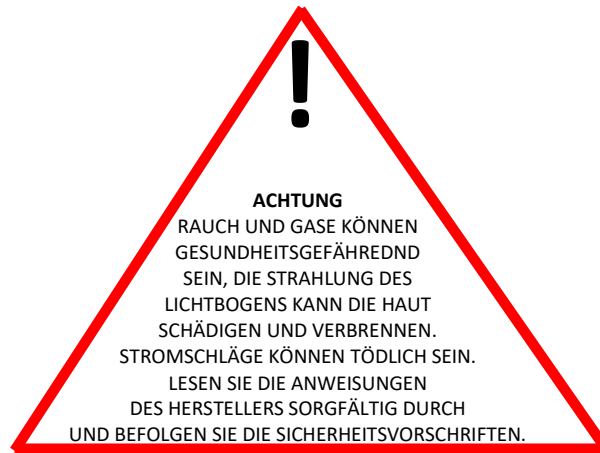 !
ACHTUNG
RAUCH UND GASE KÖNNEN
GESUNDHEITSGEFÄHREDND
SEIN, DIE STRAHLUNG DES
LICHTBOGENS KANN DIE HAUT
SCHÄDIGEN UND VERBRENNEN.
STROMSCHLÄGE KÖNNEN TÖDLICH SEIN.
LESEN SIE DIE ANWEISUNGEN
DES HERSTELLERS SORGFÄLTIG DURCH
UND BEFOLGEN SIE DIE SICHERHEITSVORSCHRIFTEN.